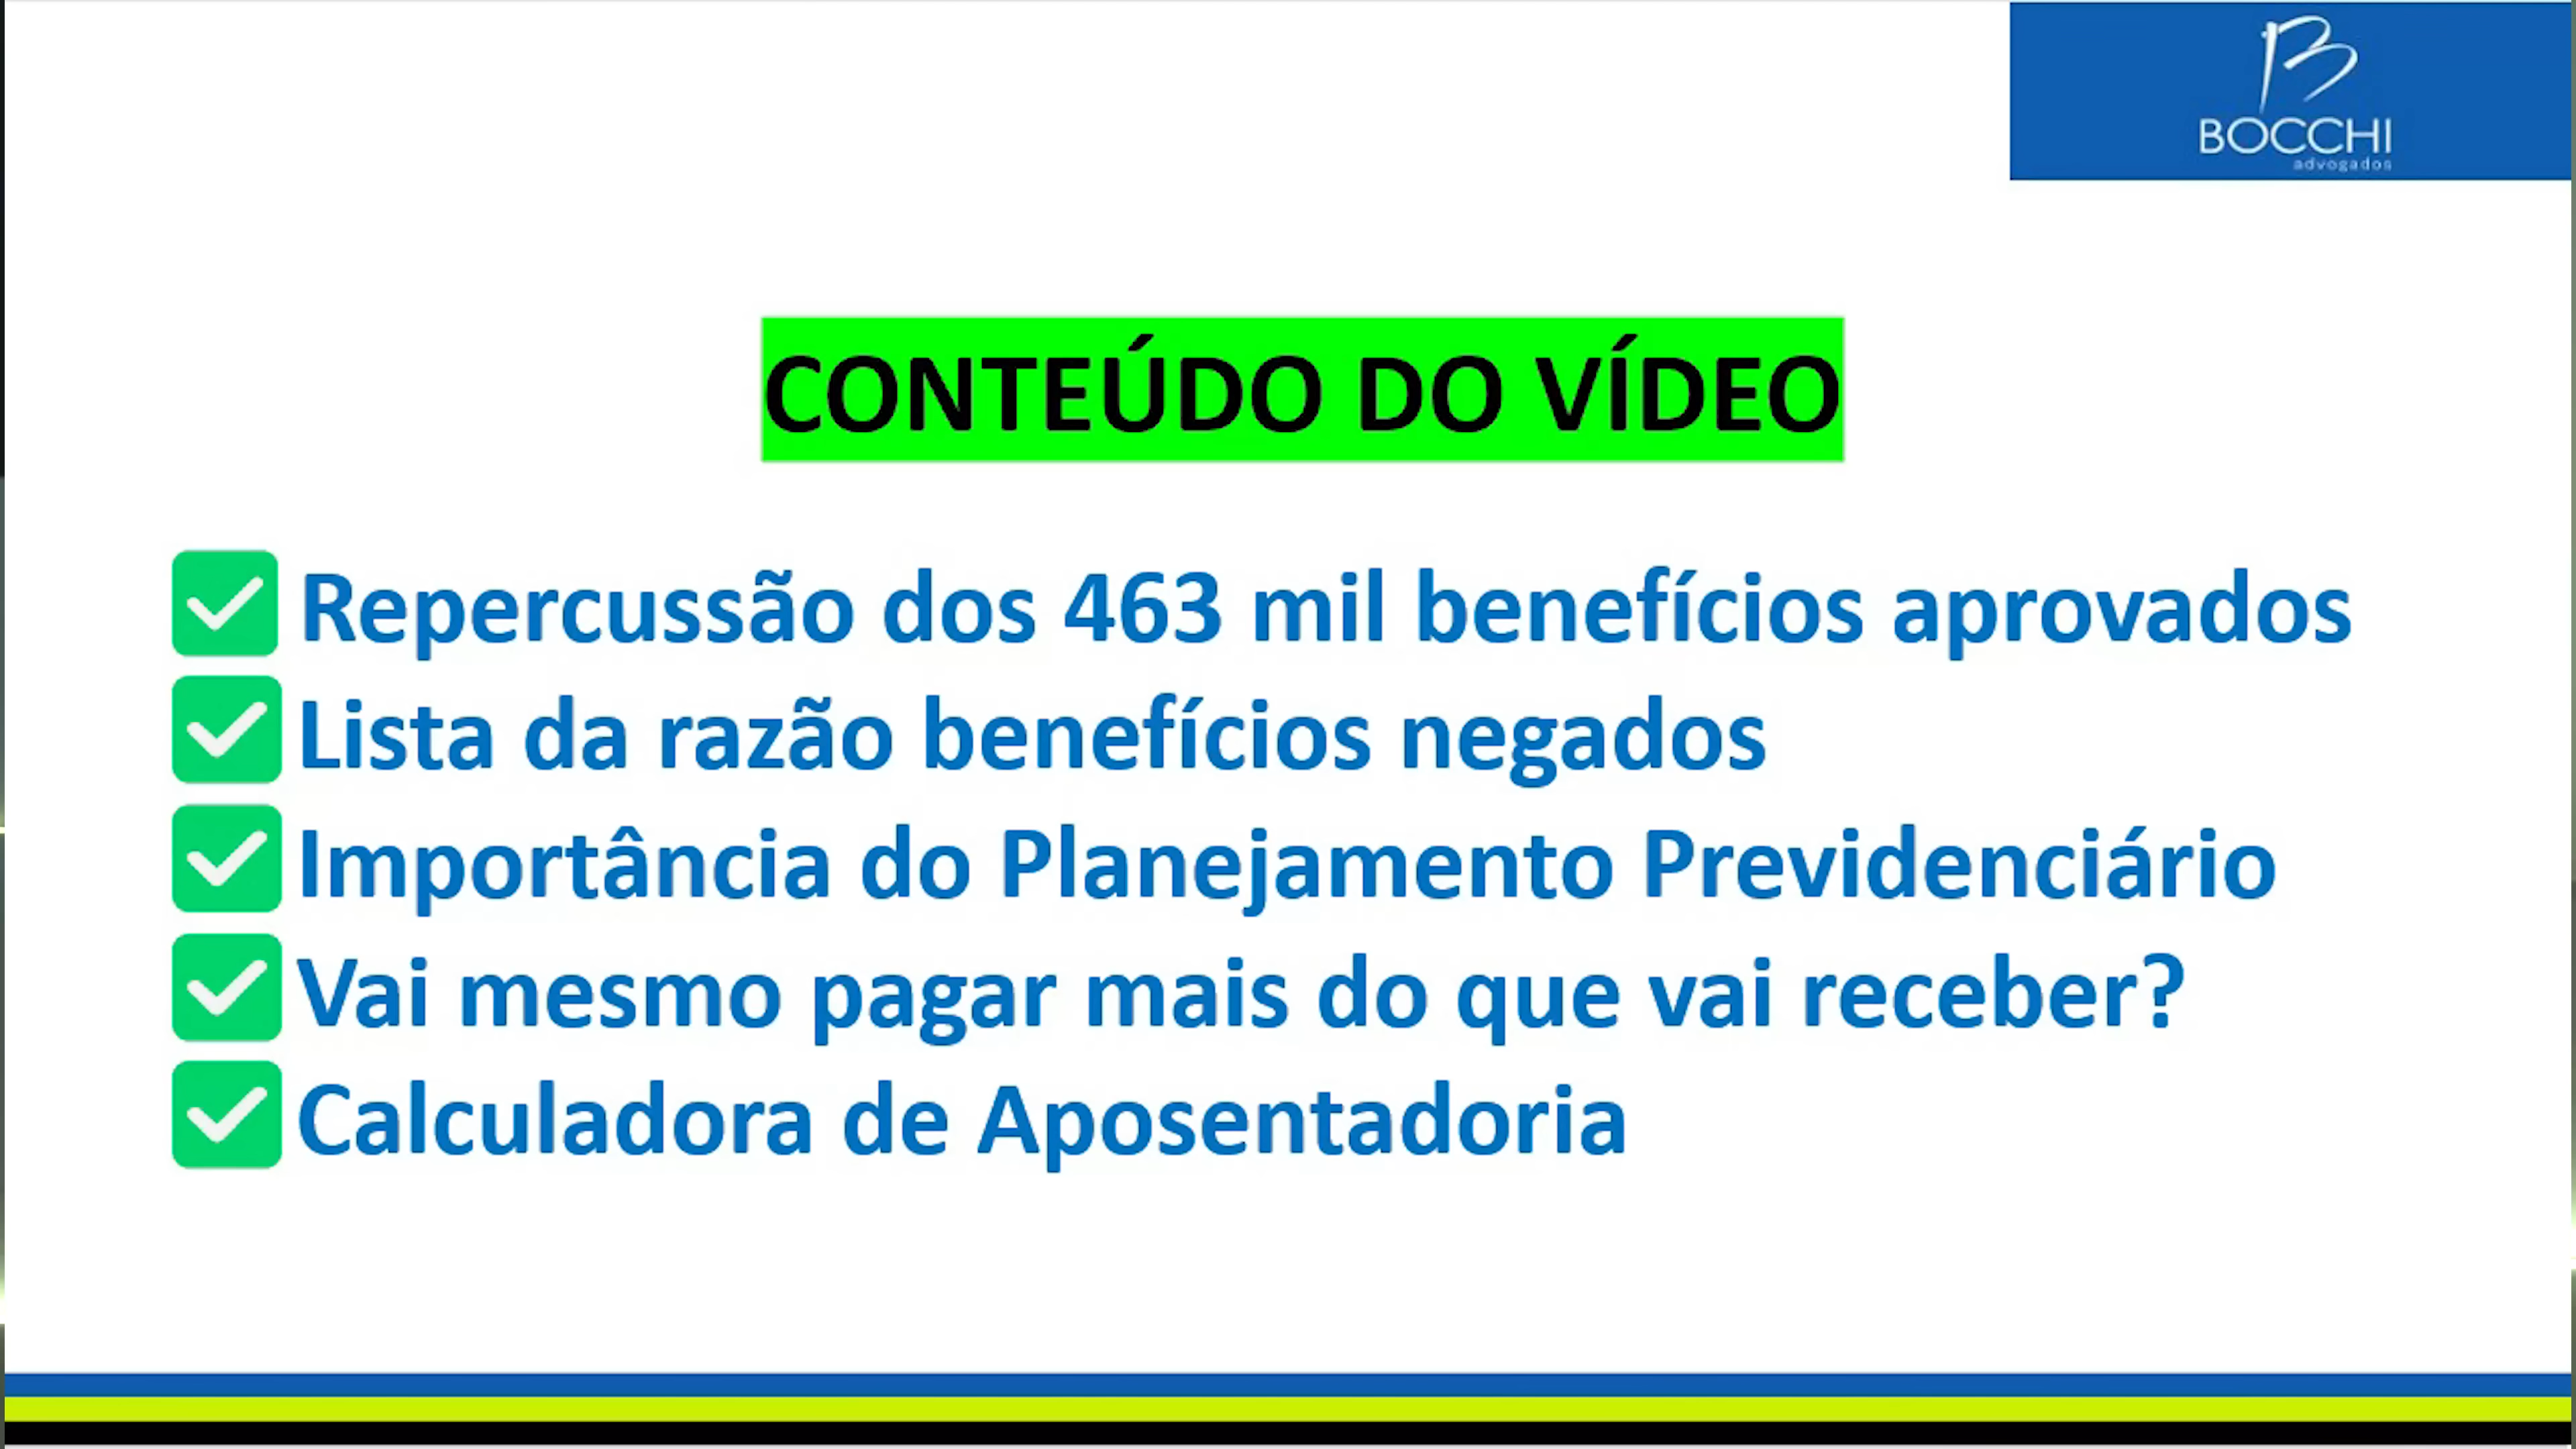 BOCCHI
advogados
CONTEÚDO DO VÍDEO
Repercussão dos 463 mil benefícios aprovados
Lista da razão benefícios negados
Importância do Planejamento Previdenciário
Vai mesmo pagar mais do que vai receber?
Calculadora de Aposentadoria